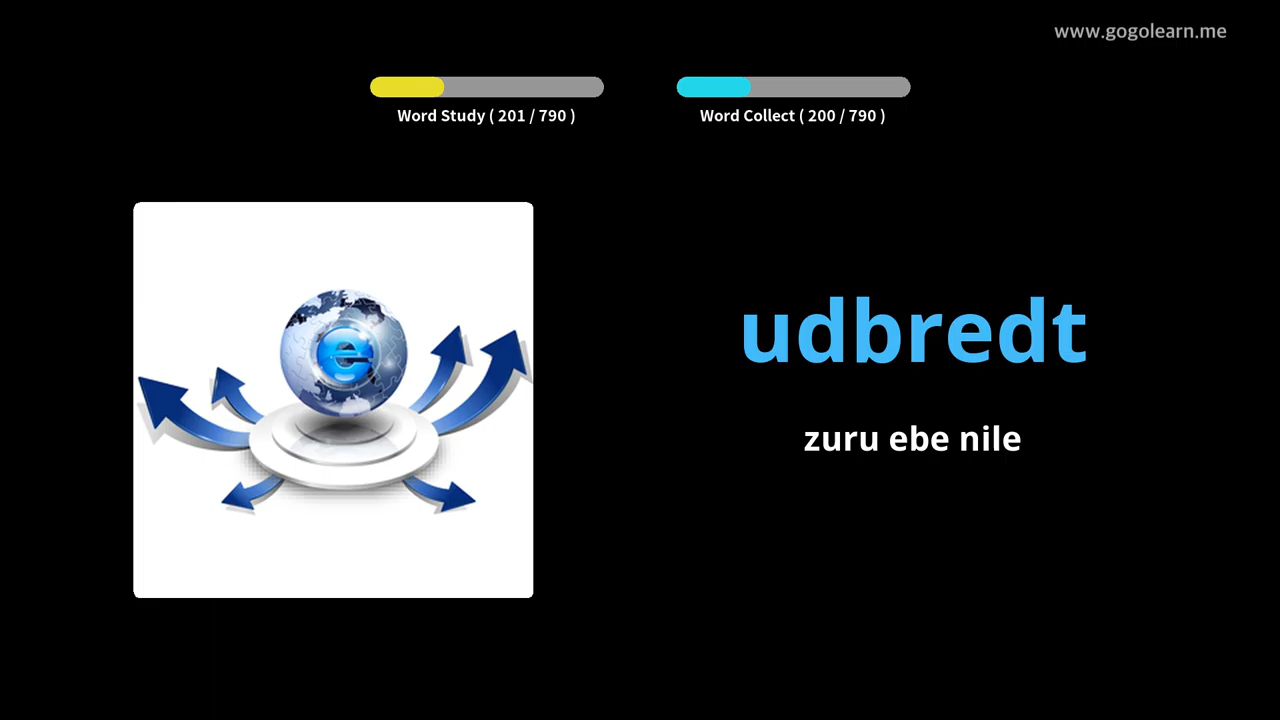 www.gogolearn.me
Word Study ( 201 / 790 )
Word Collect ( 200 / 790 )
e
udbredt
zuru ebe nile